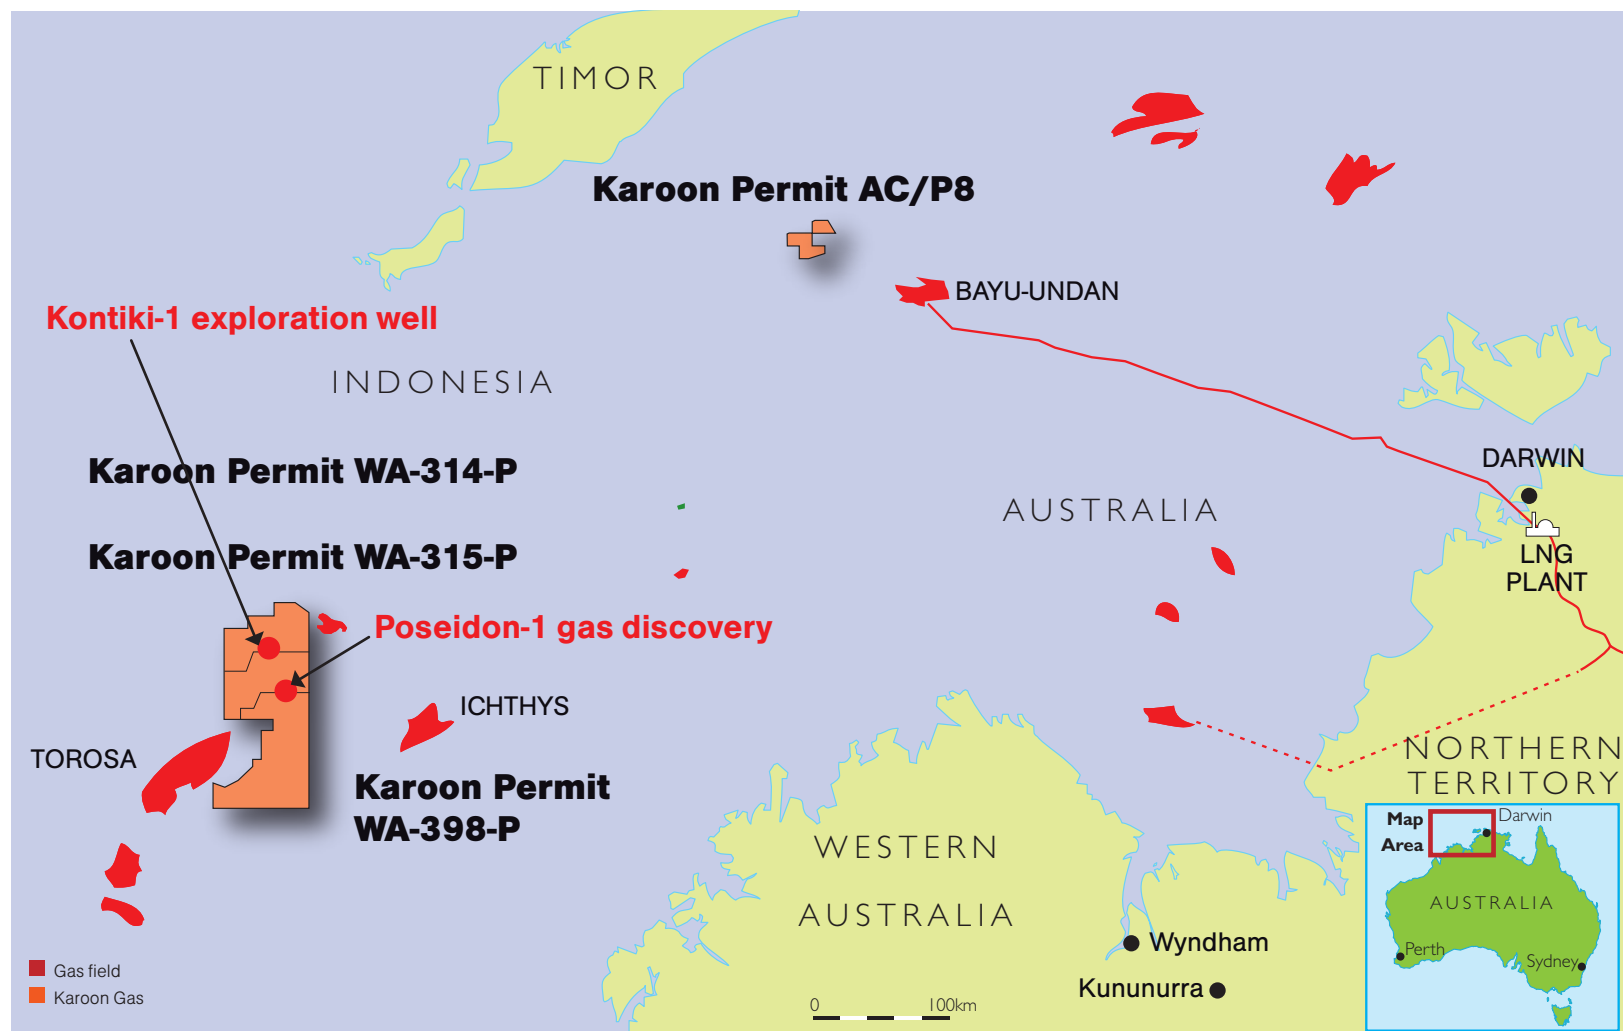 TIMOR
Karoon Permit AC/P8
BAYU-UNDAN
Kontiki-1 exploration well
INDONESIA
Karoon Permit WA-314-P
DARWIN
AUSTRALIA
Karoon Permit WA-315-P
LNG
PLANT
Poseidon-1 gas discovery
ICHTHYS
TOROSA
NORTHERN
TERRITORY
Karoon Permit
WA-398-P
WESTERN
AUSTRALIA
Wyndham
Kununurra
Gas field
Karoon Gas
0 100km
Map
Area
Darwin
AUSTRALIA
Perth
Sydney